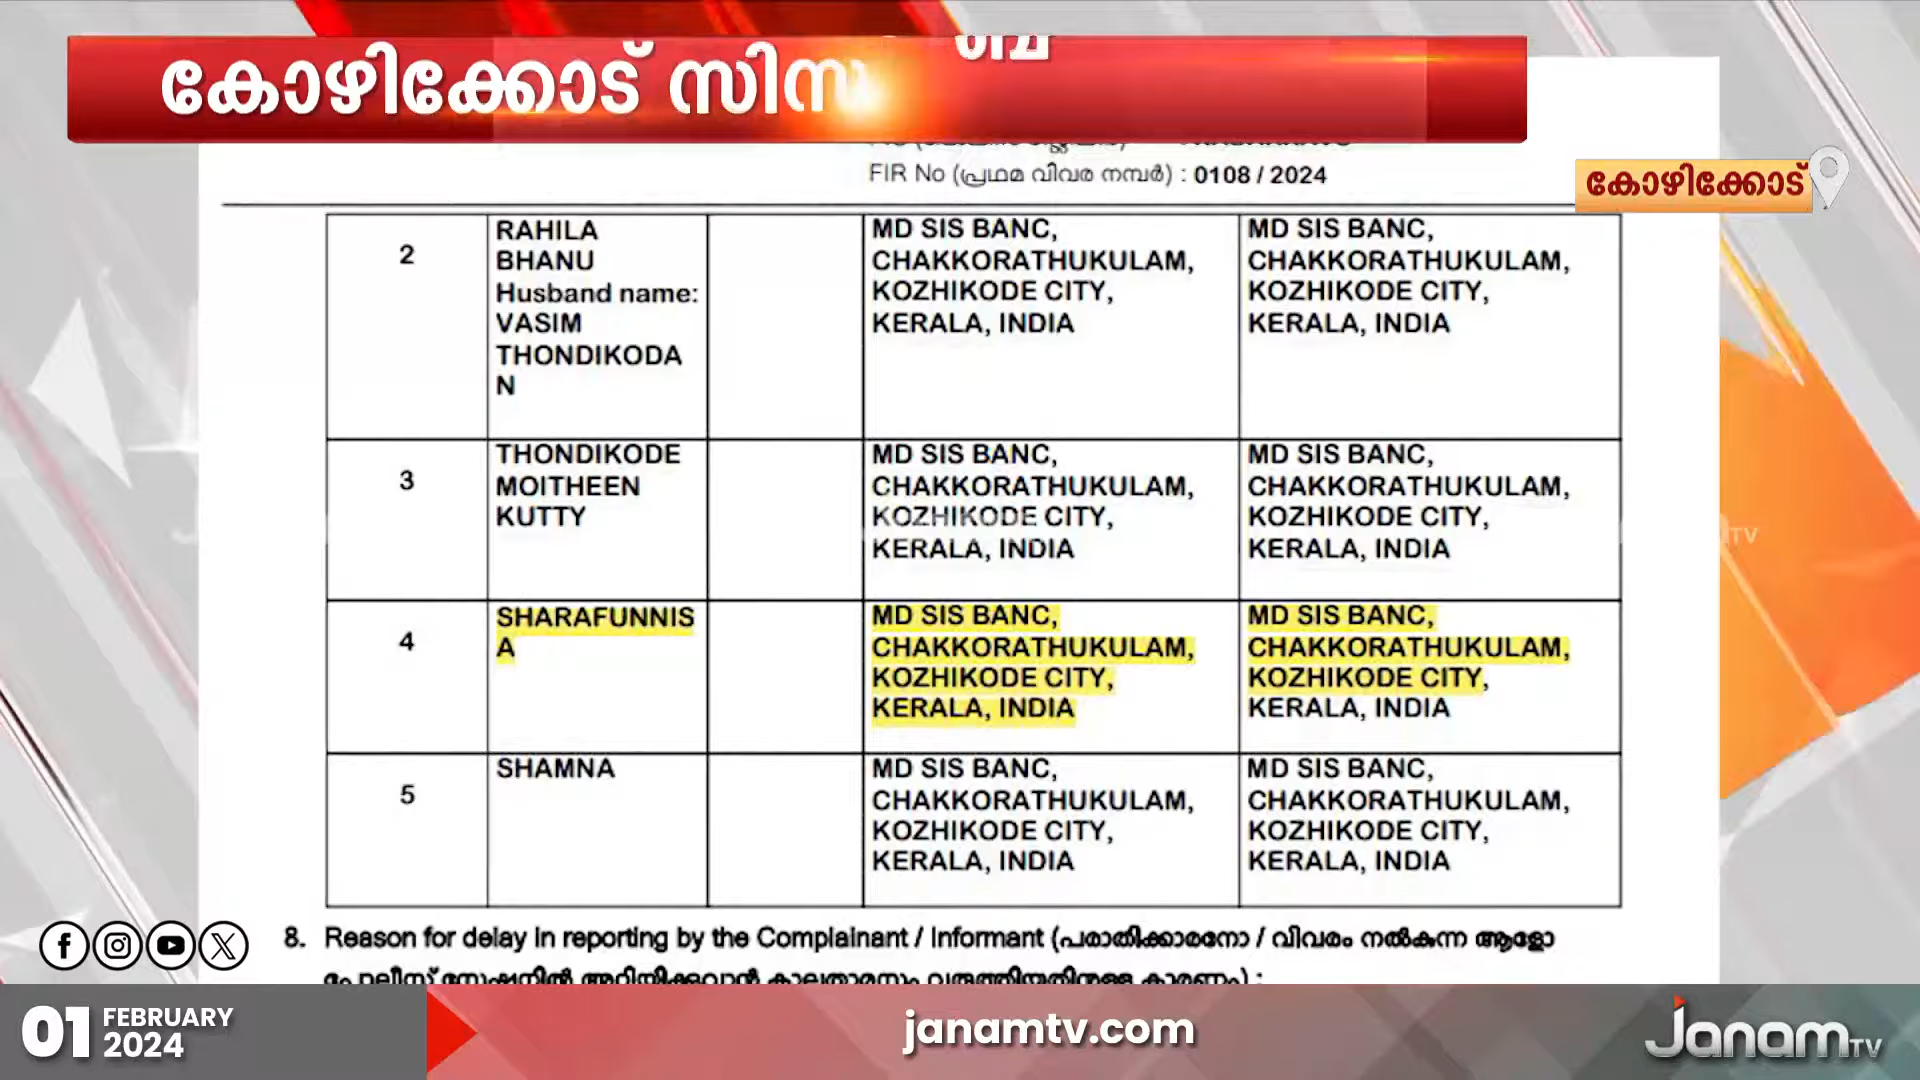 കോഴിക്കോട്
FIR No (പ്രഥമ വിവര നമ്പർ) : 0108 / 2024
കോഴിക്കോട്
2
RAHILA
BHANU
Husband name:
VASIM
THONDIKODA
N
MD SIS BANC,
CHAKKORATHUKULAM,
KOZHIKODE CITY,
KERALA, INDIA
MD SIS BANC,
CHAKKORATHUKULAM,
KOZHIKODE CITY,
KERALA, INDIA
3
THONDIKODE
MOITHEEN
KUTTY
MD SIS BANC,
CHAKKORATHUKULAM,
KOZHIKODE CITY,
KERALA, INDIA
MD SIS BANC,
CHAKKORATHUKULAM,
KOZHIKODE CITY,
KERALA, INDIA
4
SHARAFUNNIS
A
MD SIS BANC,
CHAKKORATHUKULAM,
KOZHIKODE CITY,
KERALA, INDIA
MD SIS BANC,
CHAKKORATHUKULAM,
KOZHIKODE CITY,
KERALA, INDIA
5
SHAMNA
MD SIS BANC,
CHAKKORATHUKULAM,
KOZHIKODE CITY,
KERALA, INDIA
MD SIS BANC,
CHAKKORATHUKULAM,
KOZHIKODE CITY,
KERALA, INDIA
8. Reason for delay in reporting by the Complainant / Informant (പരാതിക്കാരനോ / വിവരം നൽകുന്ന ആളോ
01 FEBRUARY
2024
janamtv.com
Janam TV